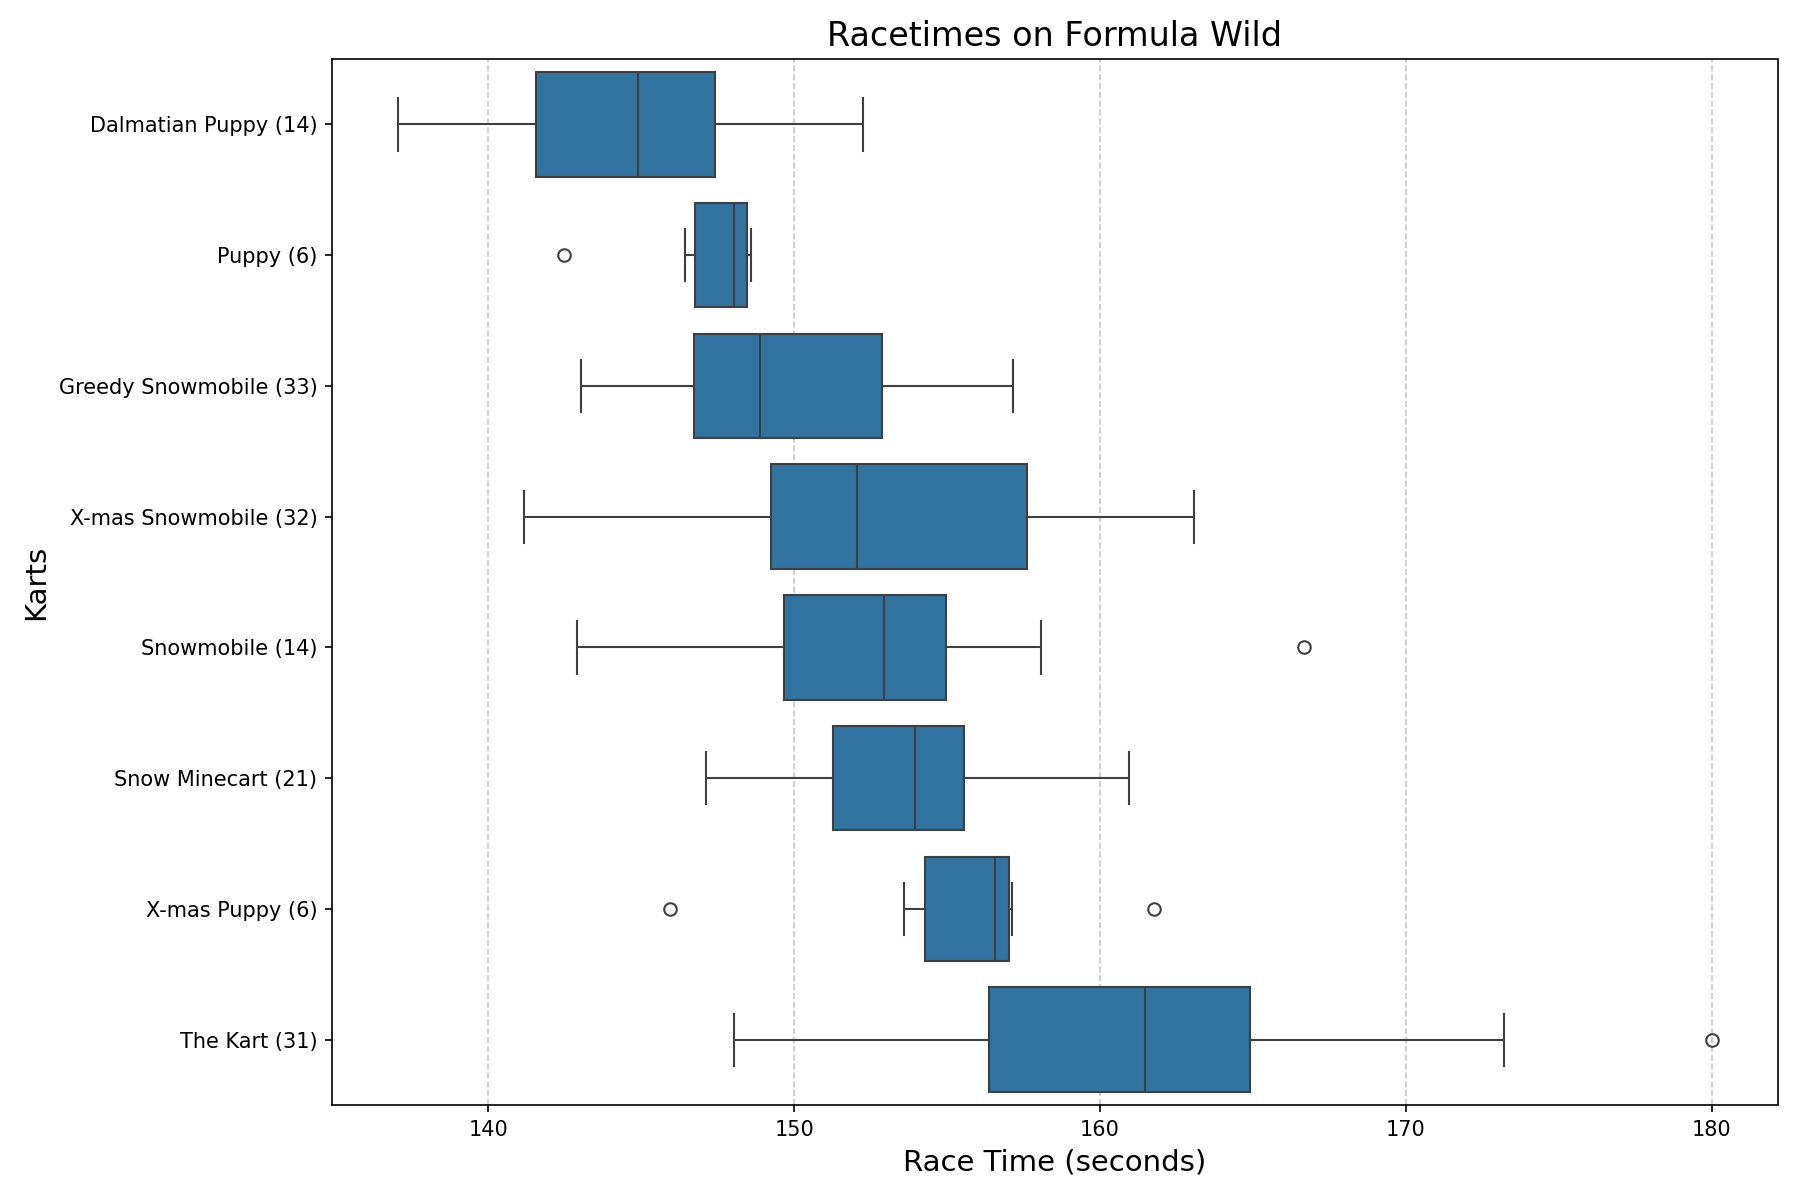 Racetimes on Formula Wild
Karts
Dalmatian Puppy (14)
Puppy (6)
Greedy Snowmobile (33)
X-mas Snowmobile (32)
Snowmobile (14)
Snow Minecart (21)
X-mas Puppy (6)
The Kart (31)
140 150 160 170 180
Race Time (seconds)